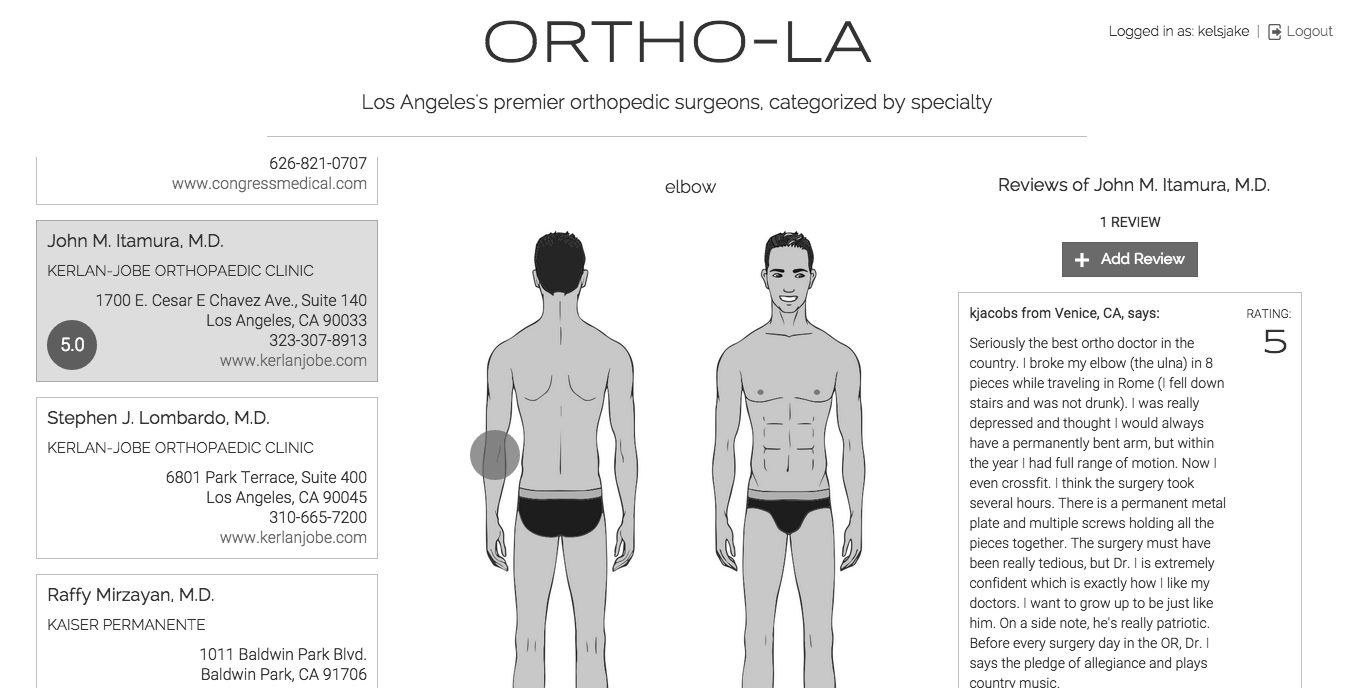 ORTHO-LA
Logged in as: kelsjake | Logout
Los Angeles's premier orthopedic surgeons, categorized by specialty
626-821-0707
www.congressmedical.com
John M. Itamura, M.D.
KERLAN-JOBE ORTHOPAEDIC CLINIC
1700 E. Cesar E Chavez Ave., Suite 140
Los Angeles, CA 90033
323-307-8913
www.kerlanjobe.com
5.0
Stephen J. Lombardo, M.D.
KERLAN-JOBE ORTHOPAEDIC CLINIC
6801 Park Terrace, Suite 400
Los Angeles, CA 90045
310-665-7200
www.kerlanjobe.com
Raffy Mirzayan, M.D.
KAISER PERMANENTE
1011 Baldwin Park Blvd.
Baldwin Park, CA 91706
elbow
Reviews of John M. Itamura, M.D.
1 REVIEW
+ Add Review
kjacobs from Venice, CA, says:
RATING:
5
Seriously the best ortho doctor in the
country. I broke my elbow (the ulna) in 8
pieces while traveling in Rome (I fell down
stairs and was not drunk). I was really
depressed and thought I would always
have a permanently bent arm, but within
the year I had full range of motion. Now I
even crossfit. I think the surgery took
several hours. There is a permanent metal
plate and multiple screws holding all the
pieces together. The surgery must have
been really tedious, but Dr. I is extremely
confident which is exactly how I like my
doctors. I want to grow up to be just like
him. On a side note, he's really patriotic.
Before every surgery day in the OR, Dr. I
says the pledge of allegiance and plays
country music.